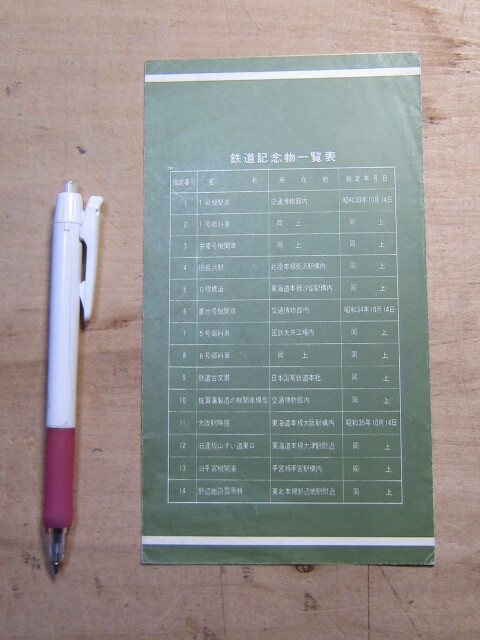 鉄道記念物一覧表
指定番号 名 称 所 在 地 指定年月日
1 1号機関車 交通博物館内 昭和33年10月14日
2 1号御料車 同 上 同 上
3 弁慶号機関車 同 上 同 上
4 旧長浜駅 北陸本線長浜駅構内 同 上
5 0哩標識 東海道本線汐留駅構内 同 上
6 善光号機関車 交通博物館内 昭和34年10月14日
7 5号御料車 国鉄大井工場内 同 上
8 6号御料車 同 上 同 上
9 鉄道古文書 日本国有鉄道本社 同 上
10 佐賀藩製造の機関車模型 交通博物館内 同 上
11 大阪駅時鐘 東海道本線大阪駅構内 昭和35年10月14日
12 旧逢坂山ずい道東口 東海道本線大津駅附近 同 上
13 旧手宮機関庫 手宮線手宮駅構内 同 上
14 野辺地防雪原林 東北本線野辺地駅附近 同 上